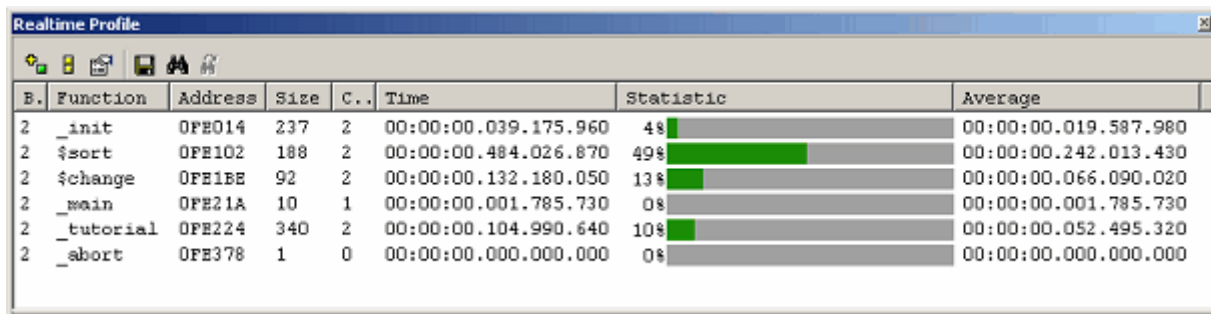 Realtime Profile
B. Function Address Size C.. Time Statistic Average
2 _init 0FE014 237 2 00:00:00.039.175.960 4% 00:00:00.019.587.980
2 $sort 0FE102 188 2 00:00:00.484.026.870 49% 00:00:00.242.013.430
2 $change 0FE1BE 92 2 00:00:00.132.180.050 13% 00:00:00.066.090.020
2 _main 0FE21A 10 1 00:00:00.001.785.730 0% 00:00:00.001.785.730
2 _tutorial 0FE224 340 2 00:00:00.104.990.640 10% 00:00:00.052.495.320
2 _abort 0FE378 1 0 00:00:00.000.000.000 0% 00:00:00.000.000.000